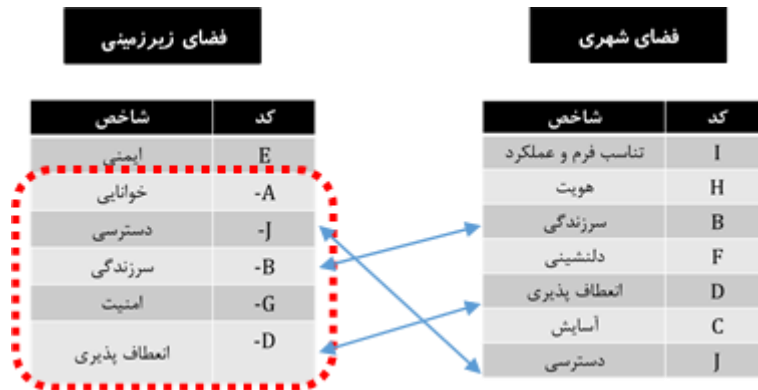 فضای شهری
کد شاخص
I تناسب فرم و عملکرد
H هویت
B سرزندگی
F دلنشینی
D انعطاف پذیری
C آسایش
J دسترسی
فضای زیرزمینی
کد شاخص
E ایمنی
-A خوانایی
-J دسترسی
-B سرزندگی
-G امنیت
-D انعطاف پذیری